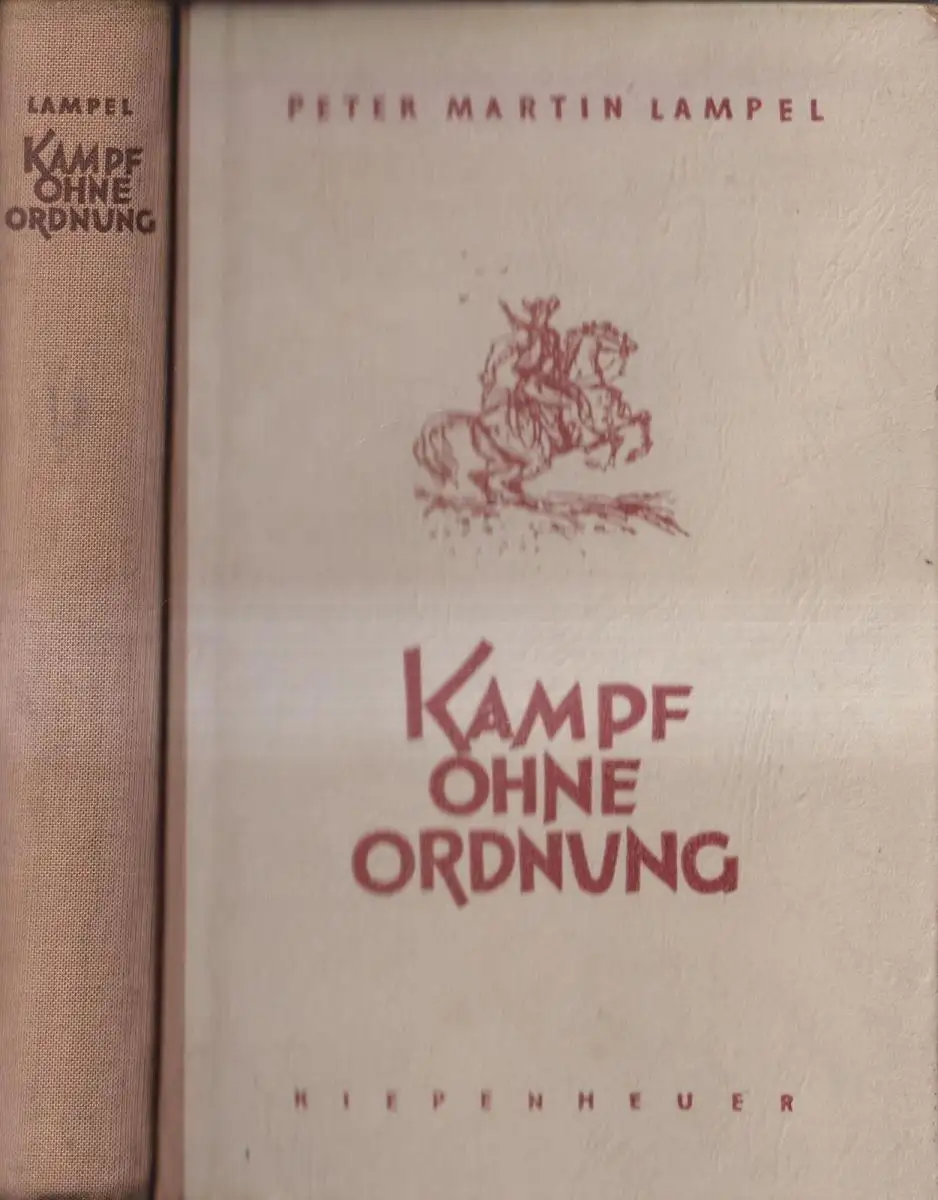 LAMPEL
KAMPF
OHNE
ORDNUNG
PETER MARTIN LAMPEL
KAMPF
OHNE
ORDNUNG
KIEPENHEUER